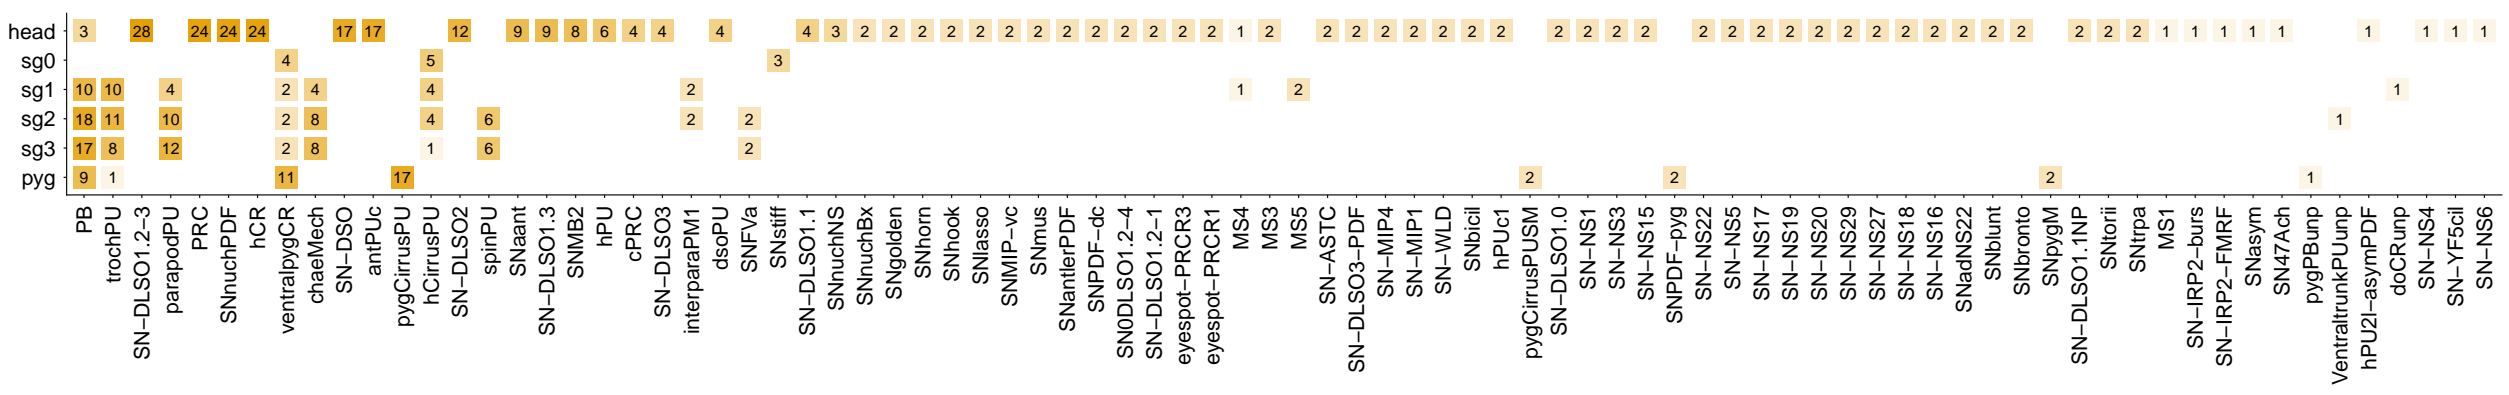 head 3 28 24 24 24 17 17 12 9 9 8 6 4 4 4 4 3 2 2 2 2 2 2 2 2 2 2 2 2 2 1 2 2 2 2 2 2 2 2 2 2 2 2 2 2 2 2 2 2 2 2 2 2 2 2 2 2 2 1 1 1 1 1 1 1 1 1
sg0 4 5 3
sg1 10 10 4 2 4 4 2 1 2 1
sg2 18 11 10 2 8 4 6 2 2 1
sg3 17 8 12 2 8 1 6 2
pyg 9 1 11 17 2 2 2 1
PB
trochPU
SN−DLSO1.2−3
parapodPU
PRC
SNnuchPDF
hCR
ventralpygCR
chaeMech
SN−DSO
antPUc
pygCirrusPU
hCirrusPU
SN−DLSO2
spinPU
SNaant
SN−DLSO1.3
SNMB2
hPU
cPRC
SN−DLSO3
interparaPM1
dsoPU
SNFVa
SNstiff
SN−DLSO1.1
SNnuchNS
SNnuchBx
SNgolden
SNhorn
SNhook
SNlasso
SNMIP−vc
SNmus
SNantlerPDF
SNPDF−dc
SN0DLSO1.2−4
SN−DLSO1.2−1
eyespot−PRCR3
eyespot−PRCR1
MS4
MS3
MS5
SN−ASTC
SN−DLSO3−PDF
SN−MIP4
SN−MIP1
SN−WLD
SNbicil
hPUc1
pygCirrusPUSM
SN−DLSO1.0
SN−NS1
SN−NS3
SN−NS15
SNPDF−pyg
SN−NS22
SN−NS5
SN−NS17
SN−NS19
SN−NS20
SN−NS29
SN−NS27
SN−NS18
SN−NS16
SNadNS22
SNblunt
SNbronto
SNpygM
SN−DLSO1.1NP
SNtorii
SNtrpa
MS1
SN−IRP2−burs
SN−IRP2−FMRF
SNasym
SN47Ach
pygPBunp
VentraltrunkPUunp
hPU2l−asymPDF
doCRunp
SN−NS4
SN−YF5cil
SN−NS6